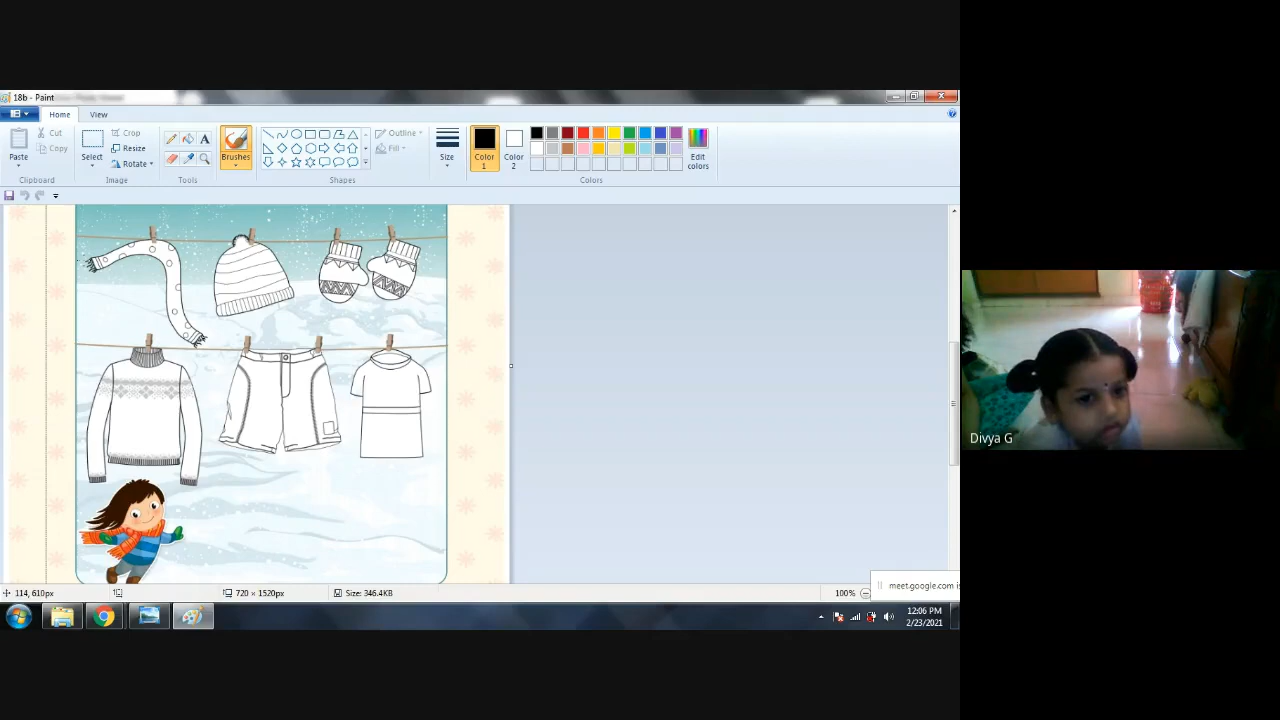 18b - Paint
Home
View
Paste
Cut
Copy
Clipboard
Select
Crop
Resize
Rotate
Image
A
Tools
Brushes
Outline
Fill
Shapes
Size
Color
1
Color
2
Edit
colors
Colors
Divya G
114, 610px
720 × 1520px
Size: 346.4KB
100%
meet.google.com is
12:06 PM
2/23/2021